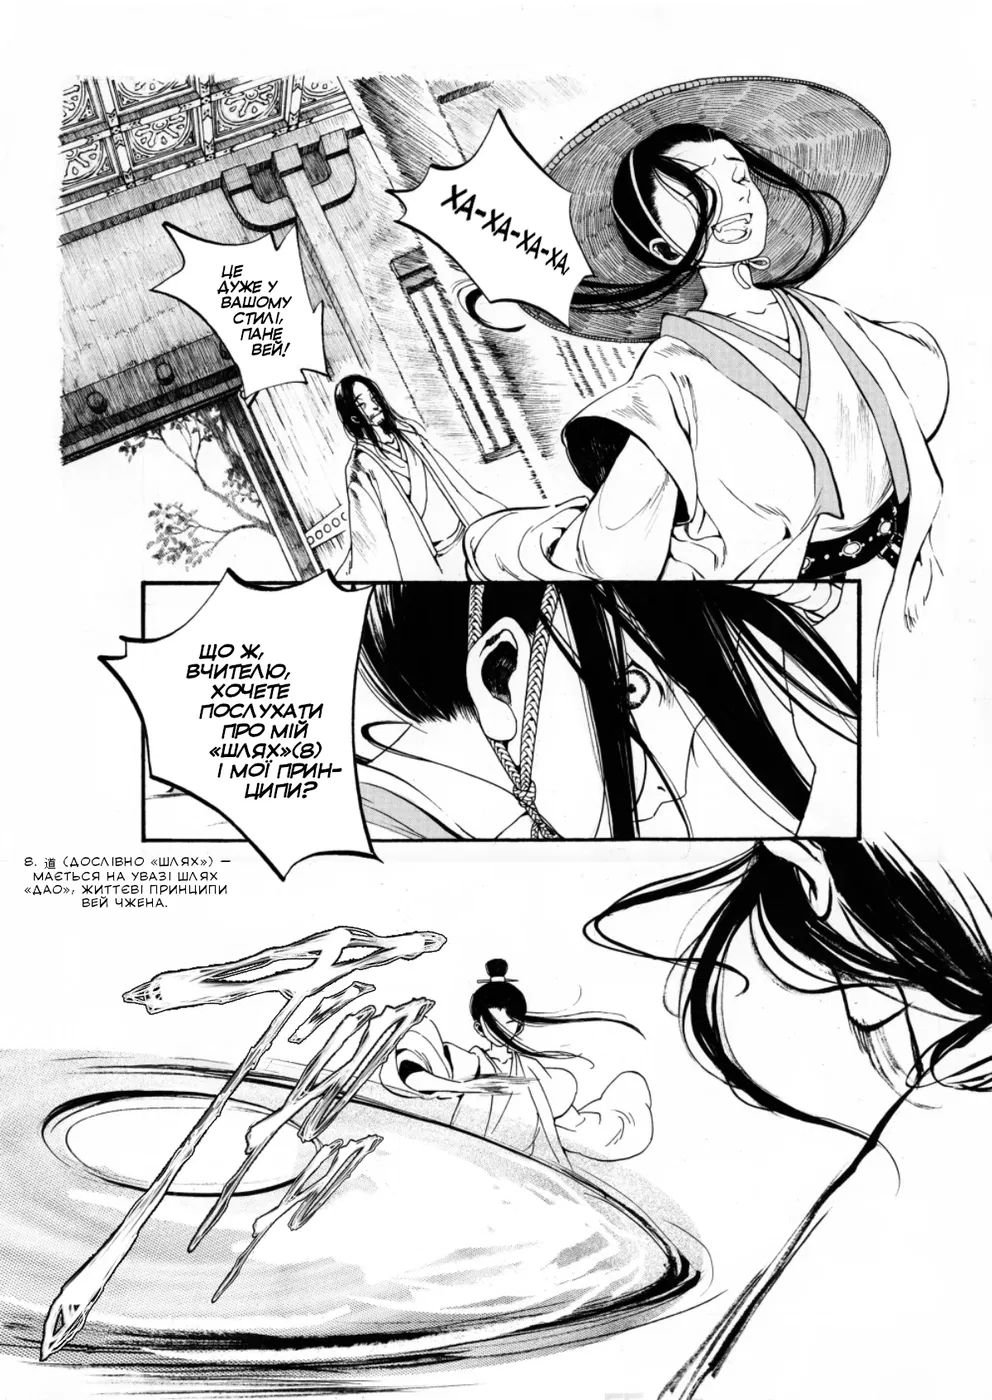 ХА-ХА-ХА-ХА,
ЦЕ
ДУЖЕ У
ВАШОМУ
СТИЛІ,
ПАНЕ
ВЕЙ!
ЩО Ж,
ВЧИТЕЛЮ,
ХОЧЕТЕ
ПОСЛУХАТИ
ПРО МІЙ
«ШЛЯХ»(8)
І МОЇ ПРИН-
ЦИПИ?
8. 道 (ДОСЛІВНО «ШЛЯХ») –
МАЄТЬСЯ НА УВАЗІ ШЛЯХ
«ДАО», ЖИТТЄВІ ПРИНЦИПИ
ВЕЙ ЧЖЕНА.